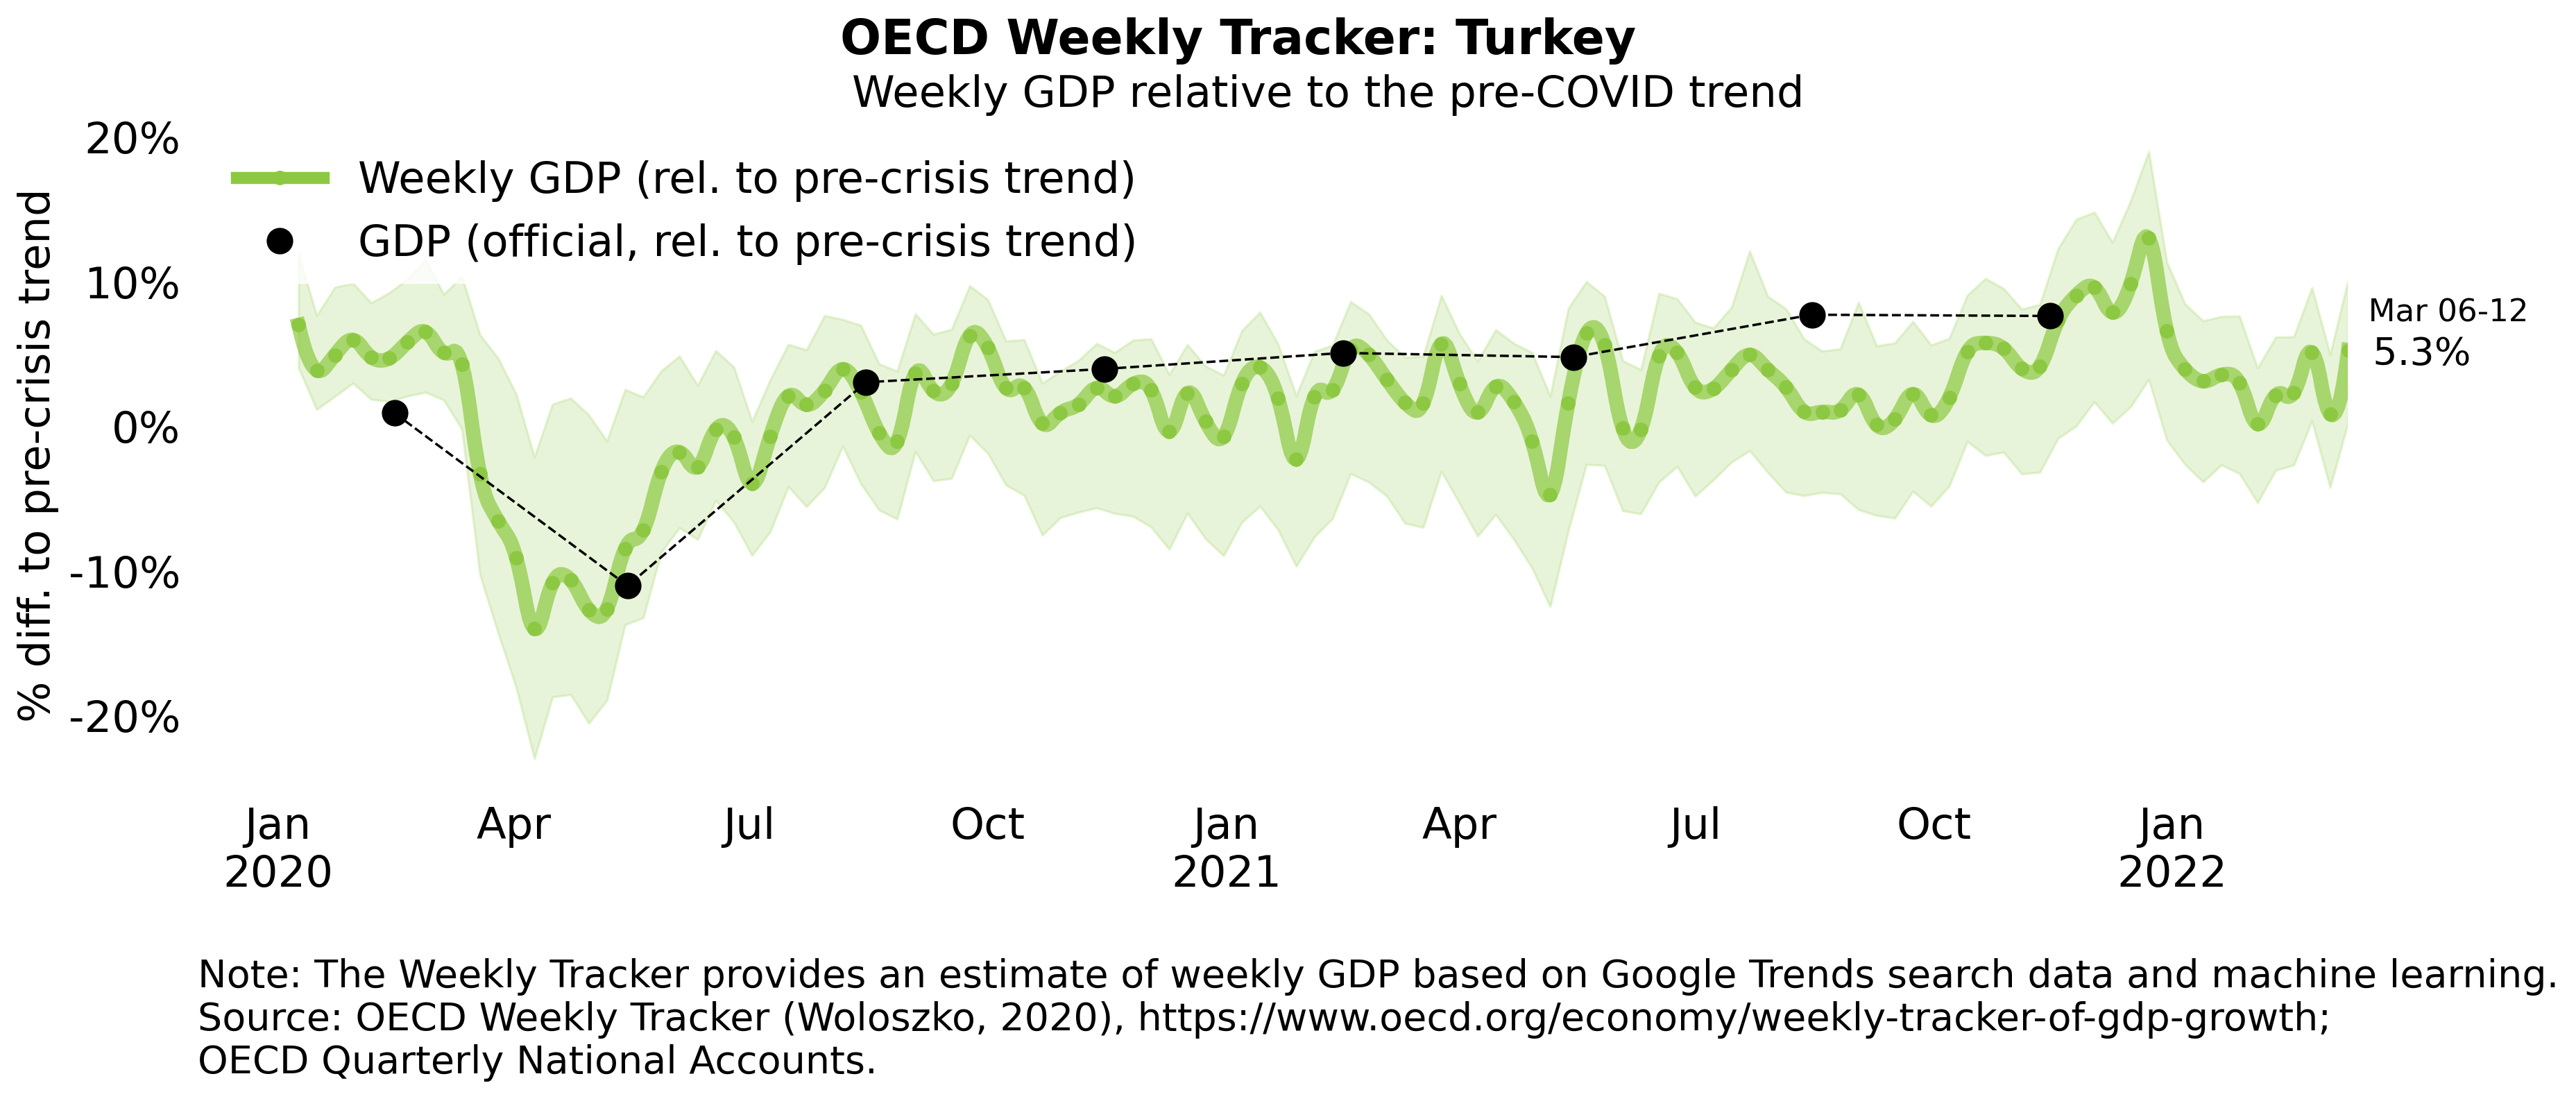 OECD Weekly Tracker: Turkey
Weekly GDP relative to the pre-COVID trend
% diff. to pre-crisis trend
20%
10%
0%
-10%
-20%
Weekly GDP (rel. to pre-crisis trend)
GDP (official, rel. to pre-crisis trend)
Mar 06-12
5.3%
Jan Apr Jul Oct Jan Apr Jul Oct Jan
2020 2021 2022
Note: The Weekly Tracker provides an estimate of weekly GDP based on Google Trends search data and machine learning.
Source: OECD Weekly Tracker (Woloszko, 2020), https://www.oecd.org/economy/weekly-tracker-of-gdp-growth;
OECD Quarterly National Accounts.